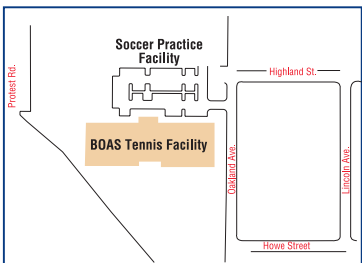 Soccer Practice
Facility
Highland St.
Protest Rd.
BOAS Tennis Facility
Oakland Ave.
Lincoln Ave.
Howe Street